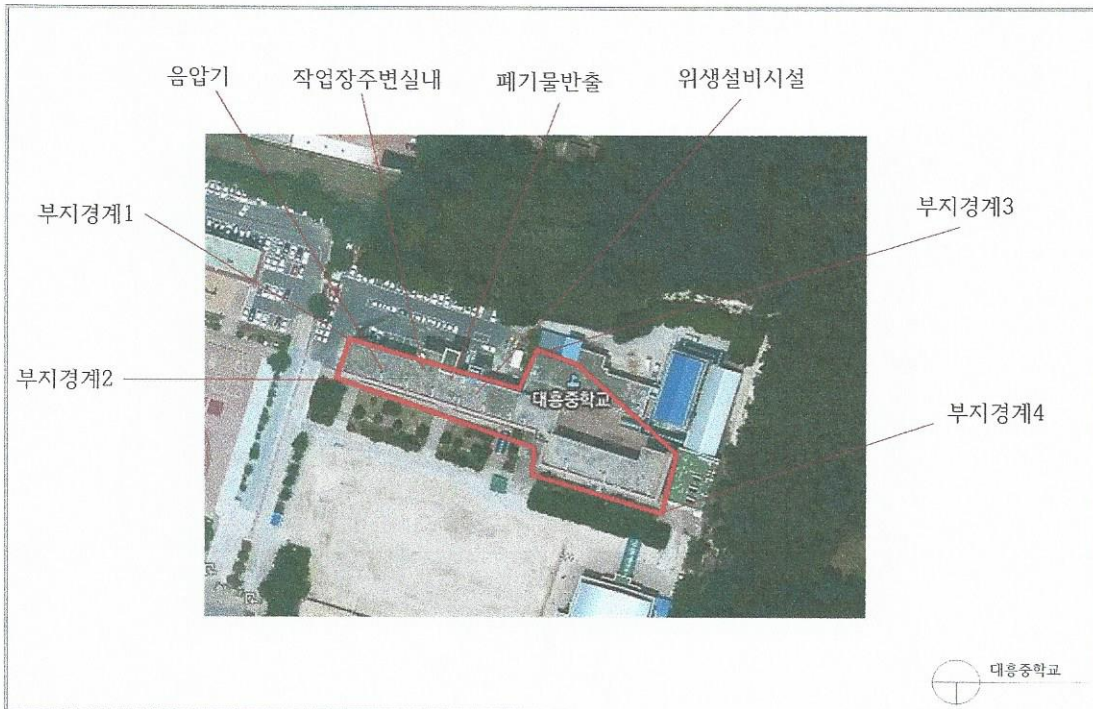 음압기
작업장주변실내
폐기물반출
위생설비시설
부지경계1
부지경계3
부지경계2
대흥중학교
부지경계4
대흥중학교